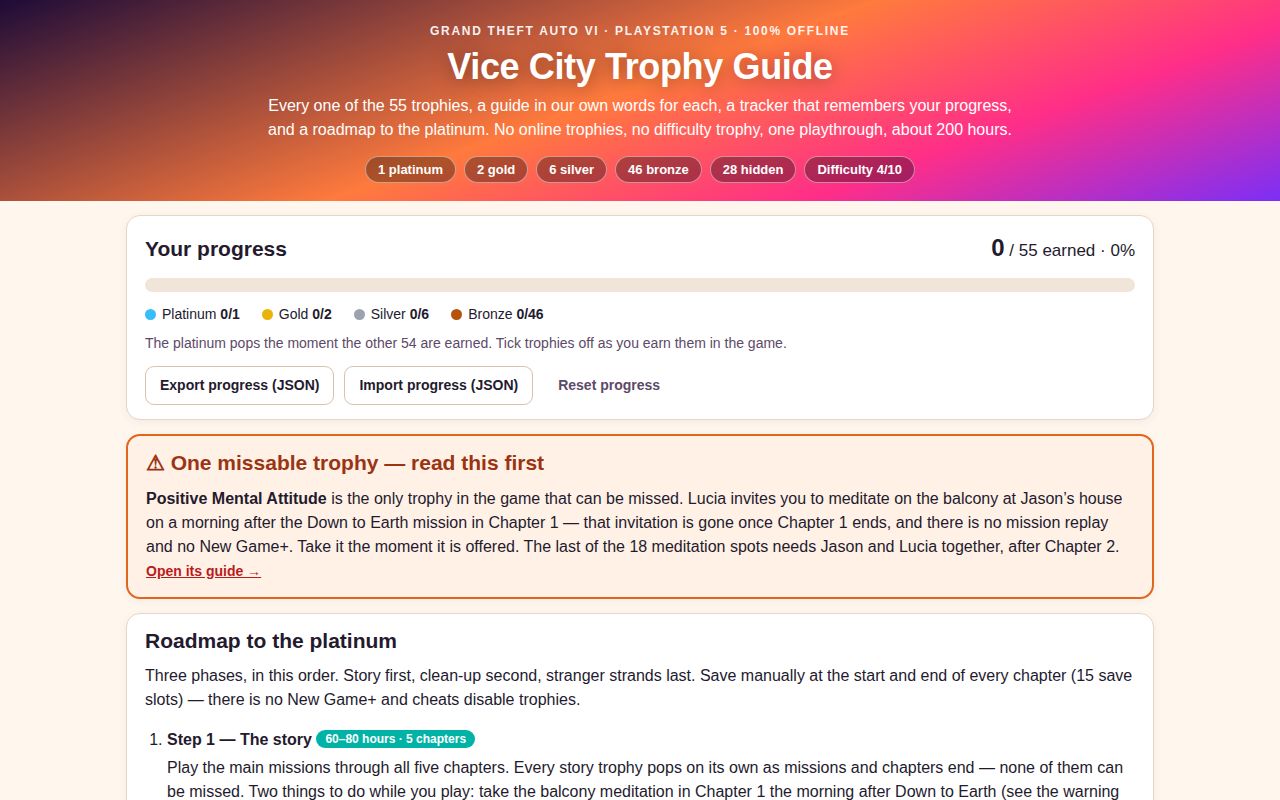 GRAND THEFT AUTO VI · PLAYSTATION 5 · 100% OFFLINE
Vice City Trophy Guide
Every one of the 55 trophies, a guide in our own words for each, a tracker that remembers your progress,
and a roadmap to the platinum. No online trophies, no difficulty trophy, one playthrough, about 200 hours.
1 platinum 2 gold 6 silver 46 bronze 28 hidden Difficulty 4/10
Your progress 0 / 55 earned · 0%
Platinum 0/1 Gold 0/2 Silver 0/6 Bronze 0/46
The platinum pops the moment the other 54 are earned. Tick trophies off as you earn them in the game.
Export progress (JSON) Import progress (JSON) Reset progress
⚠ One missable trophy — read this first
Positive Mental Attitude is the only trophy in the game that can be missed. Lucia invites you to meditate on the balcony at Jason’s house
on a morning after the Down to Earth mission in Chapter 1 — that invitation is gone once Chapter 1 ends, and there is no mission replay
and no New Game+. Take it the moment it is offered. The last of the 18 meditation spots needs Jason and Lucia together, after Chapter 2.
Open its guide →
Roadmap to the platinum
Three phases, in this order. Story first, clean-up second, stranger strands last. Save manually at the start and end of every chapter (15 save
slots) — there is no New Game+ and cheats disable trophies.
1. Step 1 — The story 60–80 hours · 5 chapters
Play the main missions through all five chapters. Every story trophy pops on its own as missions and chapters end — none of them can
be missed. Two things to do while you play: take the balcony meditation in Chapter 1 the morning after Down to Earth (see the warning